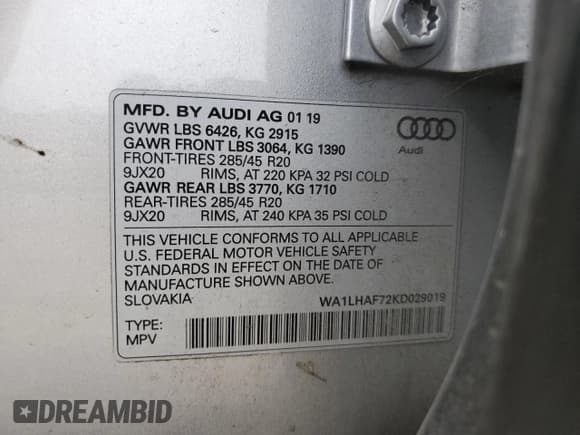 MFD. BY AUDI AG 01 19
GVWR LBS 6426, KG 2915
GAWR FRONT LBS 3064, KG 1390
FRONT-TIRES 285/45 R20
9JX20 RIMS, AT 220 KPA 32 PSI COLD
GAWR REAR LBS 3770, KG 1710
REAR-TIRES 285/45 R20
9JX20 RIMS, AT 240 KPA 35 PSI COLD
Audi
THIS VEHICLE CONFORMS TO ALL APPLICABLE
U.S. FEDERAL MOTOR VEHICLE SAFETY
STANDARDS IN EFFECT ON THE DATE OF
MANUFACTURE SHOWN ABOVE.
SLOVAKIA WA1LHAF72KD029019
TYPE:
MPV
DREAMBID